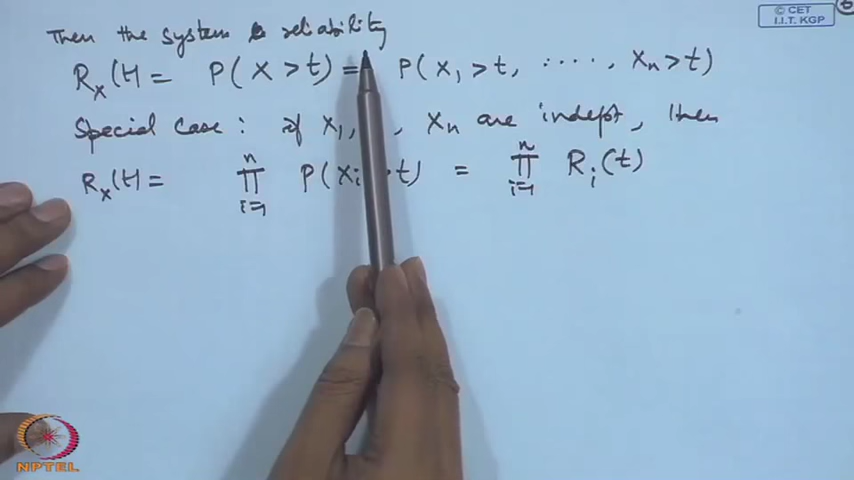 © CET
I.I.T. KGP
Then the system reliability
R_X(t) = P(X > t) = P(X_1 > t, ....., X_n > t)
Special Case : if X_1, , X_n are indept, then
R_X(t) = ∏_{i=1}^{n} P(X_i > t) = ∏_{i=1}^{n} R_i(t)
NPTEL